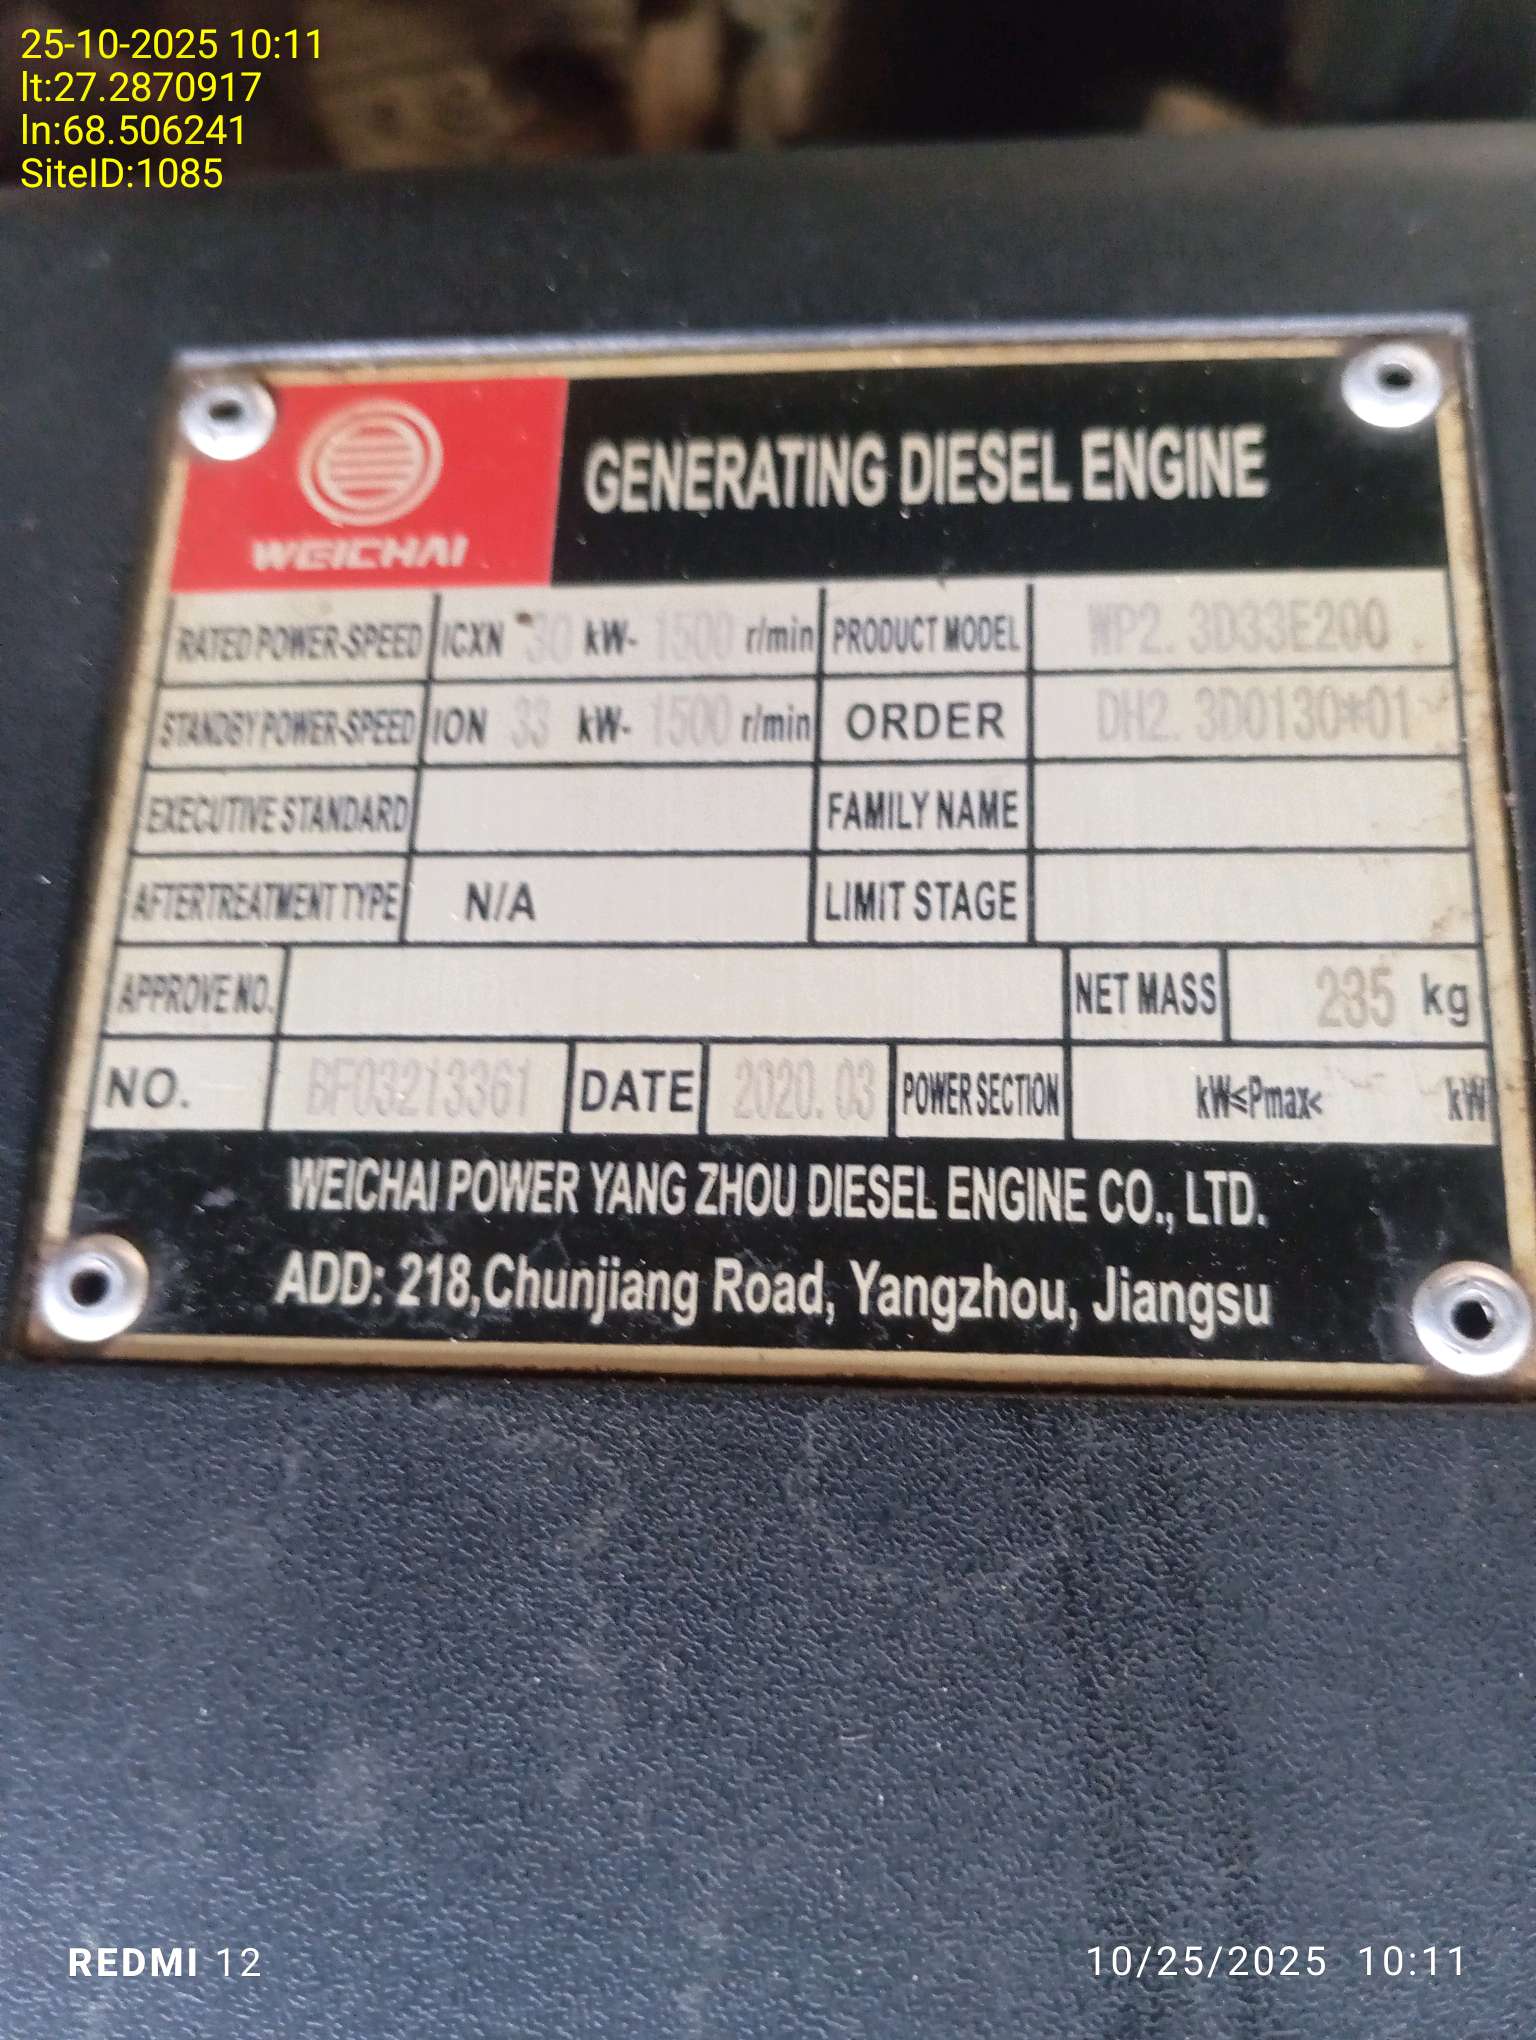 25-10-2025 10:11
lt:27.2870917
ln:68.506241
SiteID:1085
WEICHAI
GENERATING DIESEL ENGINE
RATED POWER-SPEED ICXN 30 kW- 1500 r/min PRODUCT MODEL WP2.3D33E200
STANDBY POWER-SPEED ION 33 kW- 1500 r/min ORDER DH2.3D0130*01
EXECUTIVE STANDARD FAMILY NAME
AFTERTREATMENT TYPE N/A LIMIT STAGE
APPROVE NO. NET MASS 235 kg
NO. BF03213361 DATE 2020.03 POWER SECTION kW≤Pmax< kW
WEICHAI POWER YANG ZHOU DIESEL ENGINE CO., LTD.
ADD: 218,Chunjiang Road, Yangzhou, Jiangsu
REDMI 12
10/25/2025 10:11